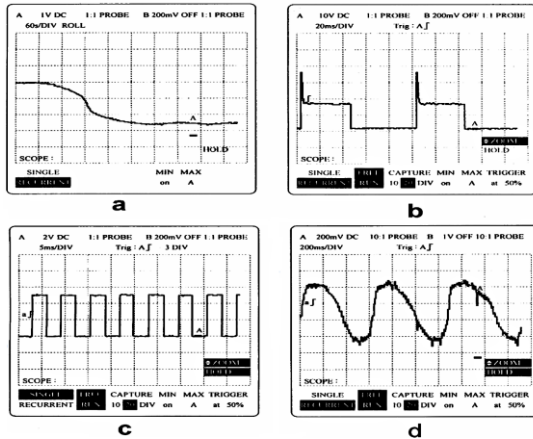 A 1V DC 1:1 PROBE B 200mV OFF 1:1 PROBE
60s/DIV ROLL
A
HOLD
SCOPE:
SINGLE MIN MAX
RECURRENT on A
a
A 10V DC 1:1 PROBE B 200mV OFF 1:1 PROBE
20ms/DIV Trig:A∫
A
ZOOM
HOLD
SCOPE:
SINGLE FREE CAPTURE MIN MAX TRIGGER
RECURRENT RUN 10 20 DIV on A at 50%
b
A 2V DC 1:1 PROBE B 200mV OFF 1:1 PROBE
5ms/DIV Trig:A∫ 3 DIV
a∫
A
ZOOM
HOLD
SCOPE:
SINGLE FREE CAPTURE MIN MAX TRIGGER
RECURRENT RUN 10 20 DIV on A at 50%
c
A 200mV DC 10:1 PROBE B 1V OFF 10:1 PROBE
200ms/DIV Trig:A∫
A
ZOOM
HOLD
SCOPE:
SINGLE FREE CAPTURE MIN MAX TRIGGER
RECURRENT RUN 10 20 DIV on A at 50%
d